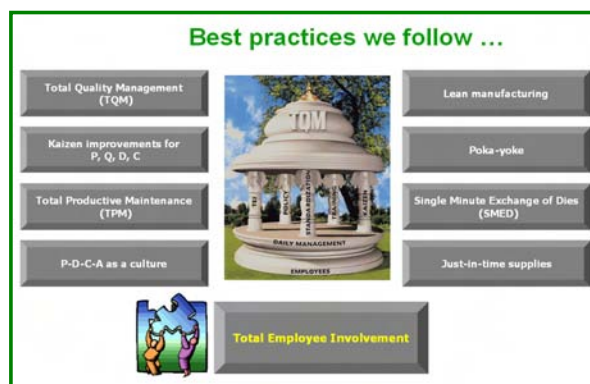 Best practices we follow ...
Total Quality Management
(TQM)
Kaizen improvements for
P, Q, D, C
Total Productive Maintenance
(TPM)
P-D-C-A as a culture
TQM
TEI
POLICY
STANDARDIZATION
TRAINING
KAIZEN
DAILY MANAGEMENT
EMPLOYEES
Lean manufacturing
Poka-yoke
Single Minute Exchange of Dies
(SMED)
Just-in-time supplies
Total Employee Involvement